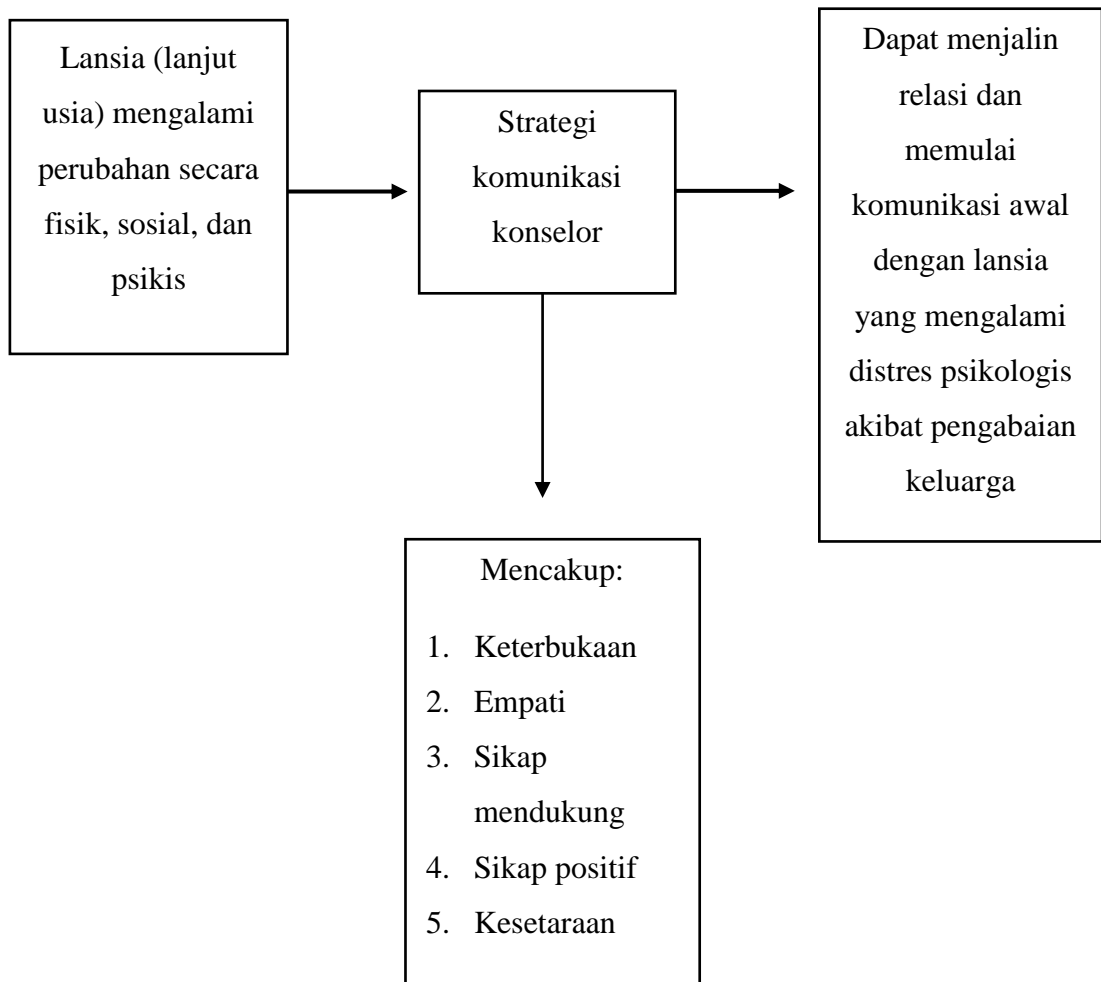 Lansia (lanjut
usia) mengalami
perubahan secara
fisik, sosial, dan
psikis
Strategi
komunikasi
konselor
Dapat menjalin
relasi dan
memulai
komunikasi awal
dengan lansia
yang mengalami
distres psikologis
akibat pengabaian
keluarga
Mencakup:
1. Keterbukaan
2. Empati
3. Sikap
mendukung
4. Sikap positif
5. Kesetaraan